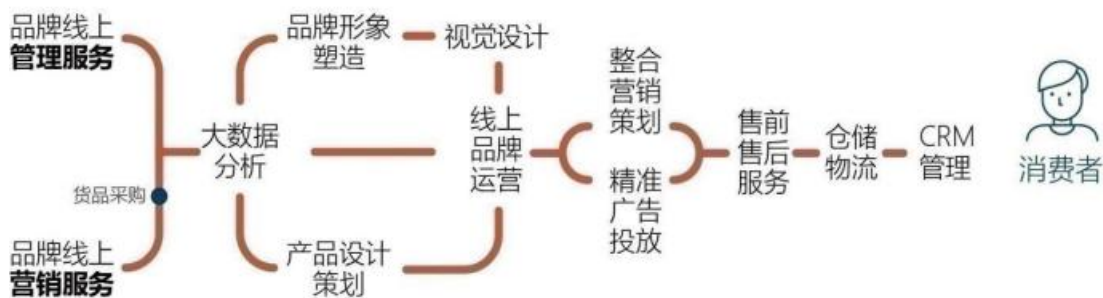 品牌线上
管理服务
货品采购
品牌线上
营销服务
大数据
分析
品牌形象
塑造
视觉设计
产品设计
策划
线上
品牌
运营
整合
营销
策划
精准
广告
投放
售前
售后
服务
仓储
物流
CRM
管理
消费者